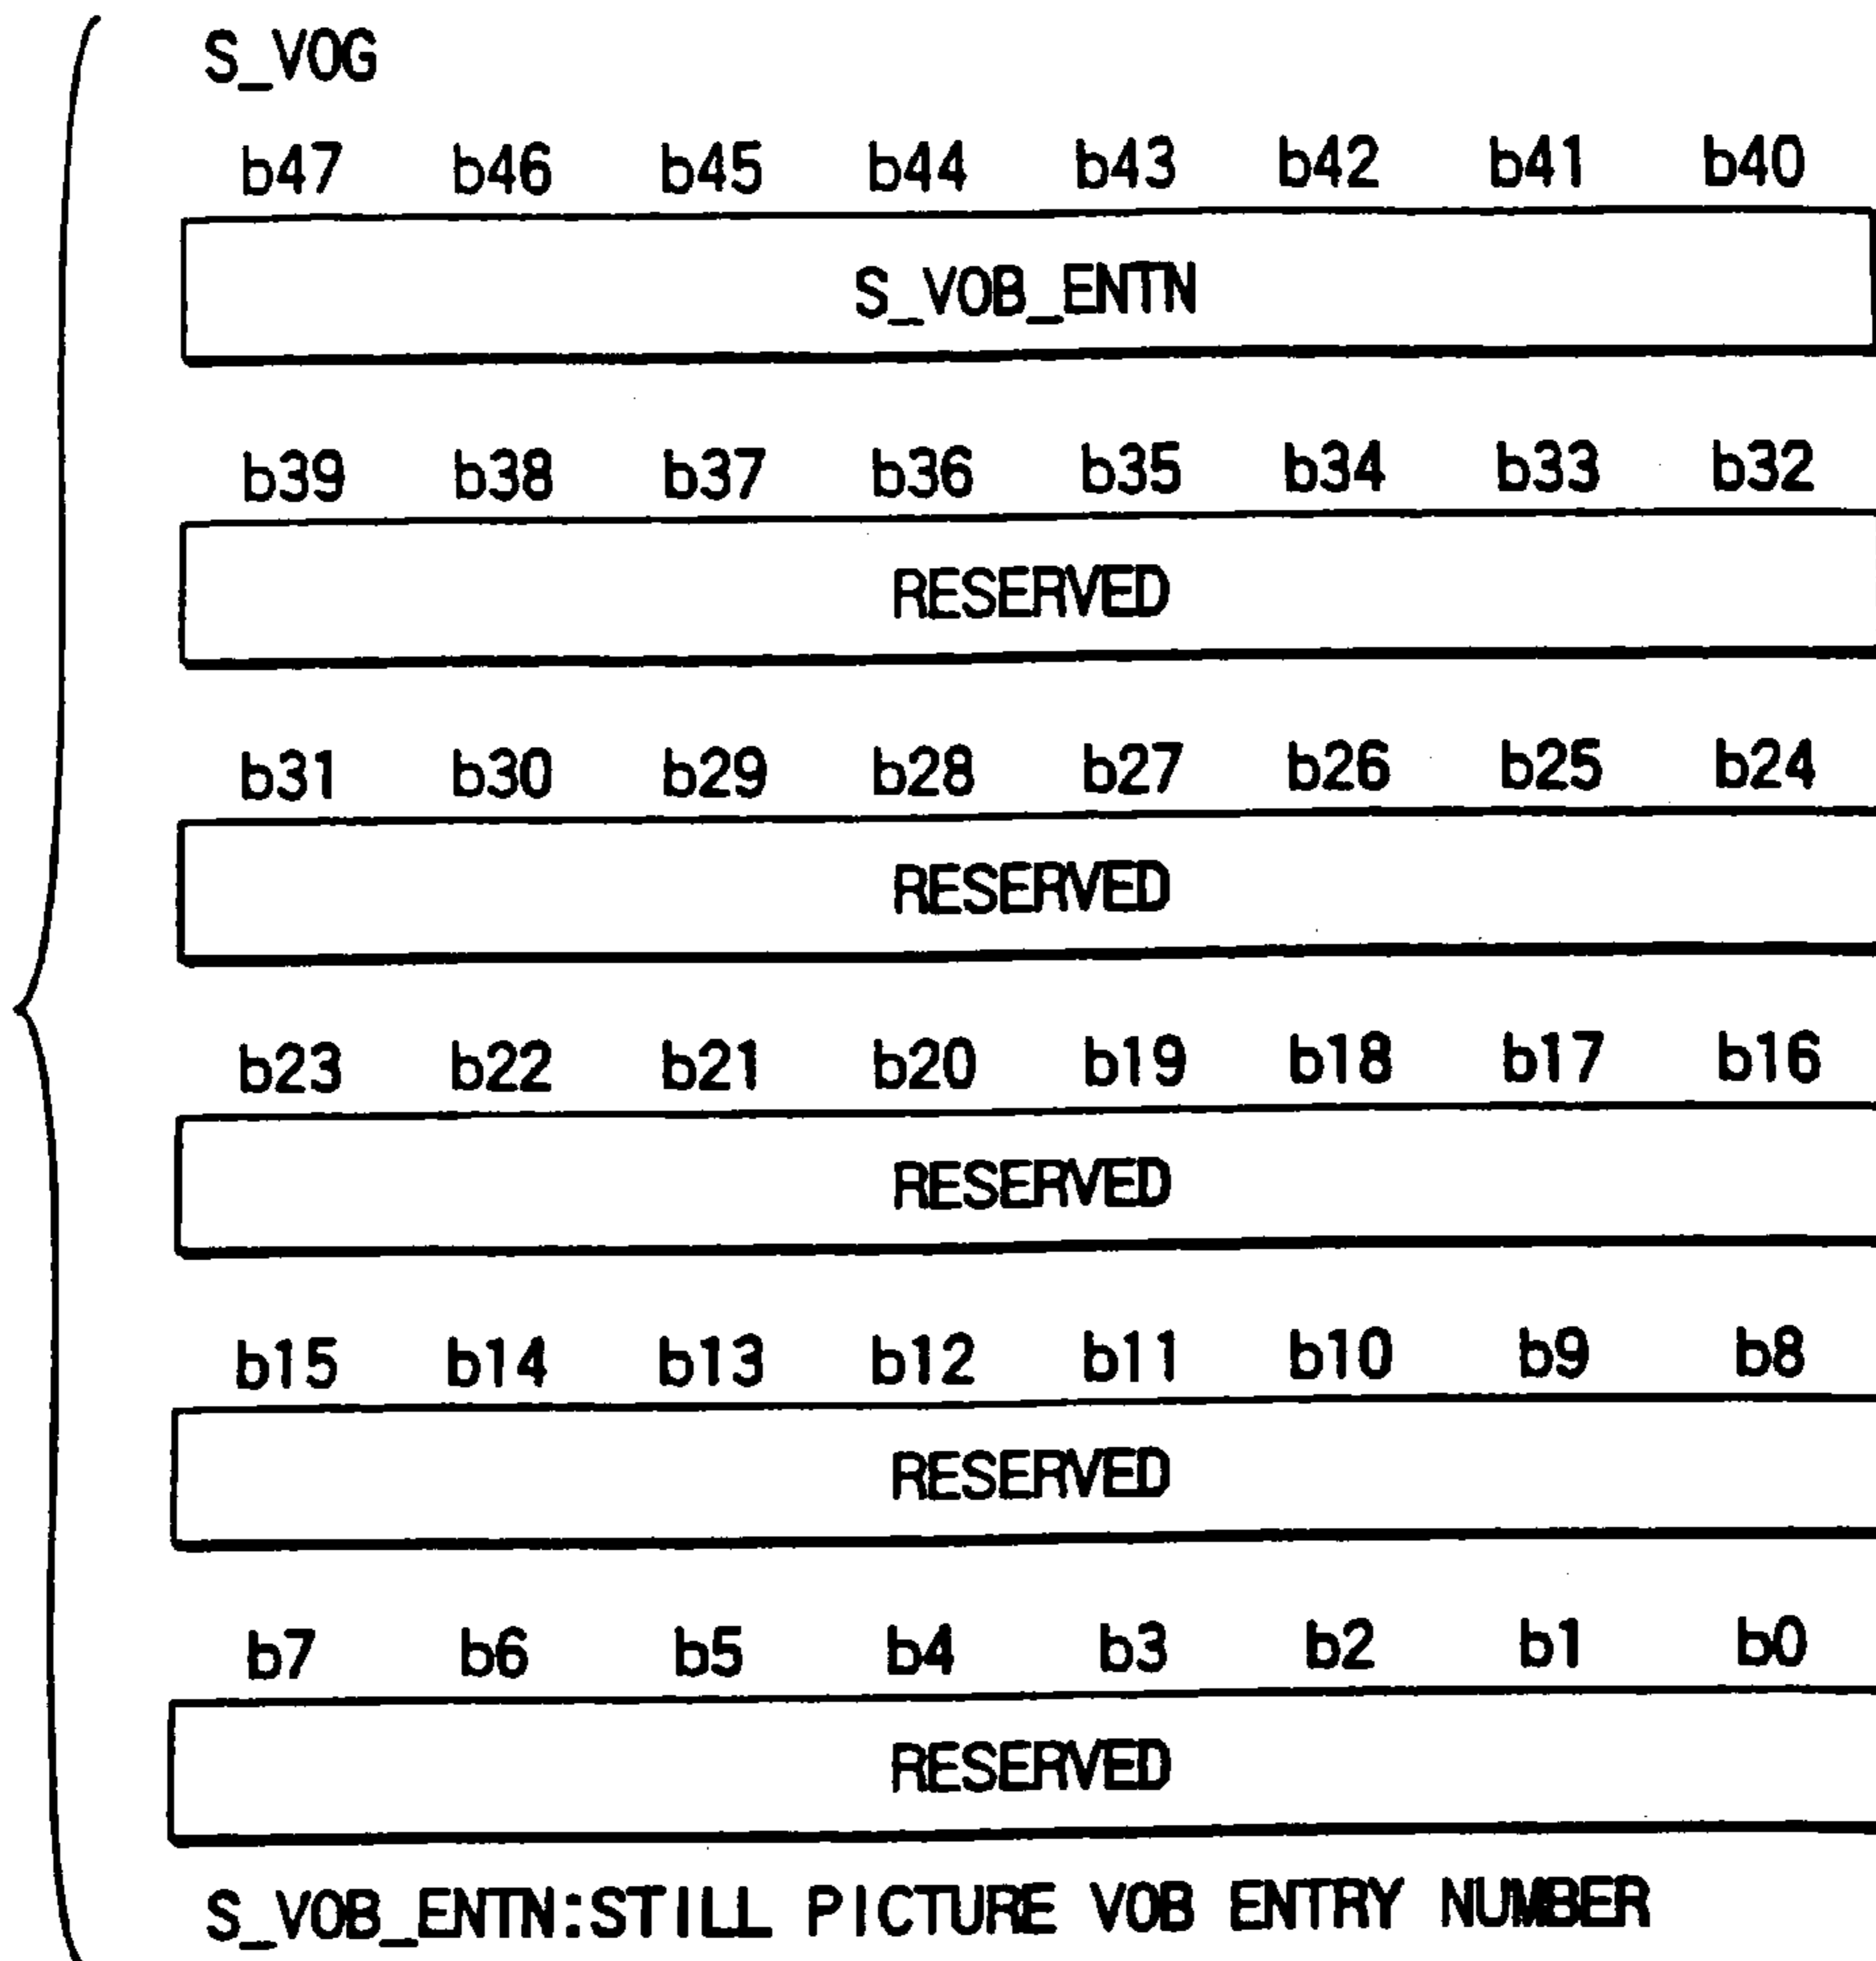 S_VOG
b47 b46 b45 b44 b43 b42 b41 b40
S_VOB_ENTN
b39 b38 b37 b36 b35 b34 b33 b32
RESERVED
b31 b30 b29 b28 b27 b26 b25 b24
RESERVED
b23 b22 b21 b20 b19 b18 b17 b16
RESERVED
b15 b14 b13 b12 b11 b10 b9 b8
RESERVED
b7 b6 b5 b4 b3 b2 b1 b0
RESERVED
S_VOB_ENTN:STILL PICTURE VOB ENTRY NUMBER